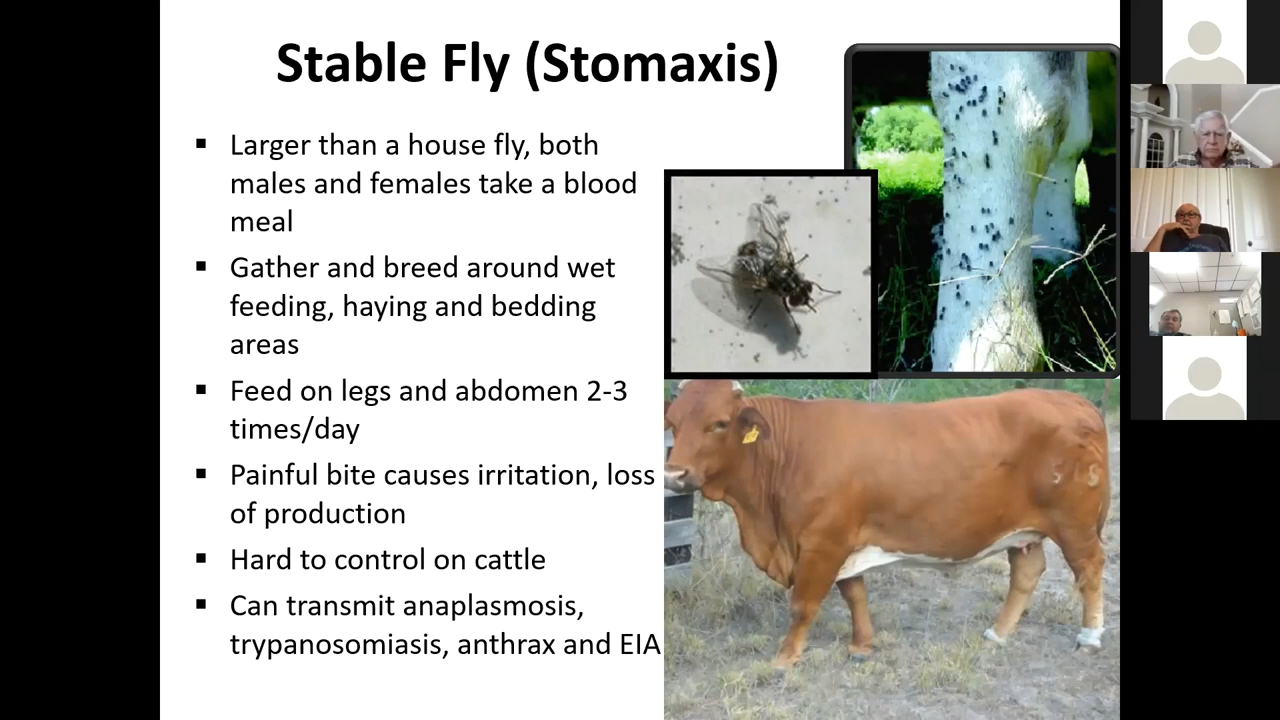 Stable Fly (Stomaxis)
▪ Larger than a house fly, both
males and females take a blood
meal
▪ Gather and breed around wet
feeding, haying and bedding
areas
▪ Feed on legs and abdomen 2-3
times/day
▪ Painful bite causes irritation, loss
of production
▪ Hard to control on cattle
▪ Can transmit anaplasmosis,
trypanosomiasis, anthrax and EIA